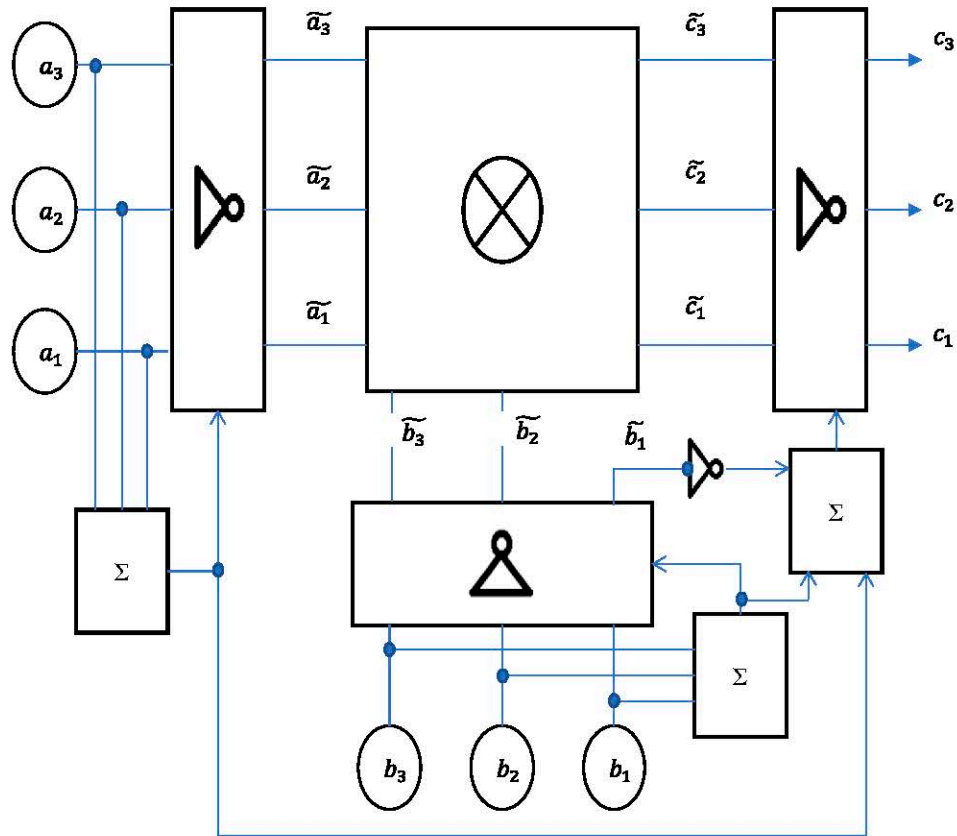 ã₃ c̃₃
a₃ c₃
ã₂ c̃₂
a₂ c₂
ã₁ c̃₁
a₁ c₁
b̃₃ b̃₂ b̃₁
Σ
Σ
Σ
b₃ b₂ b₁